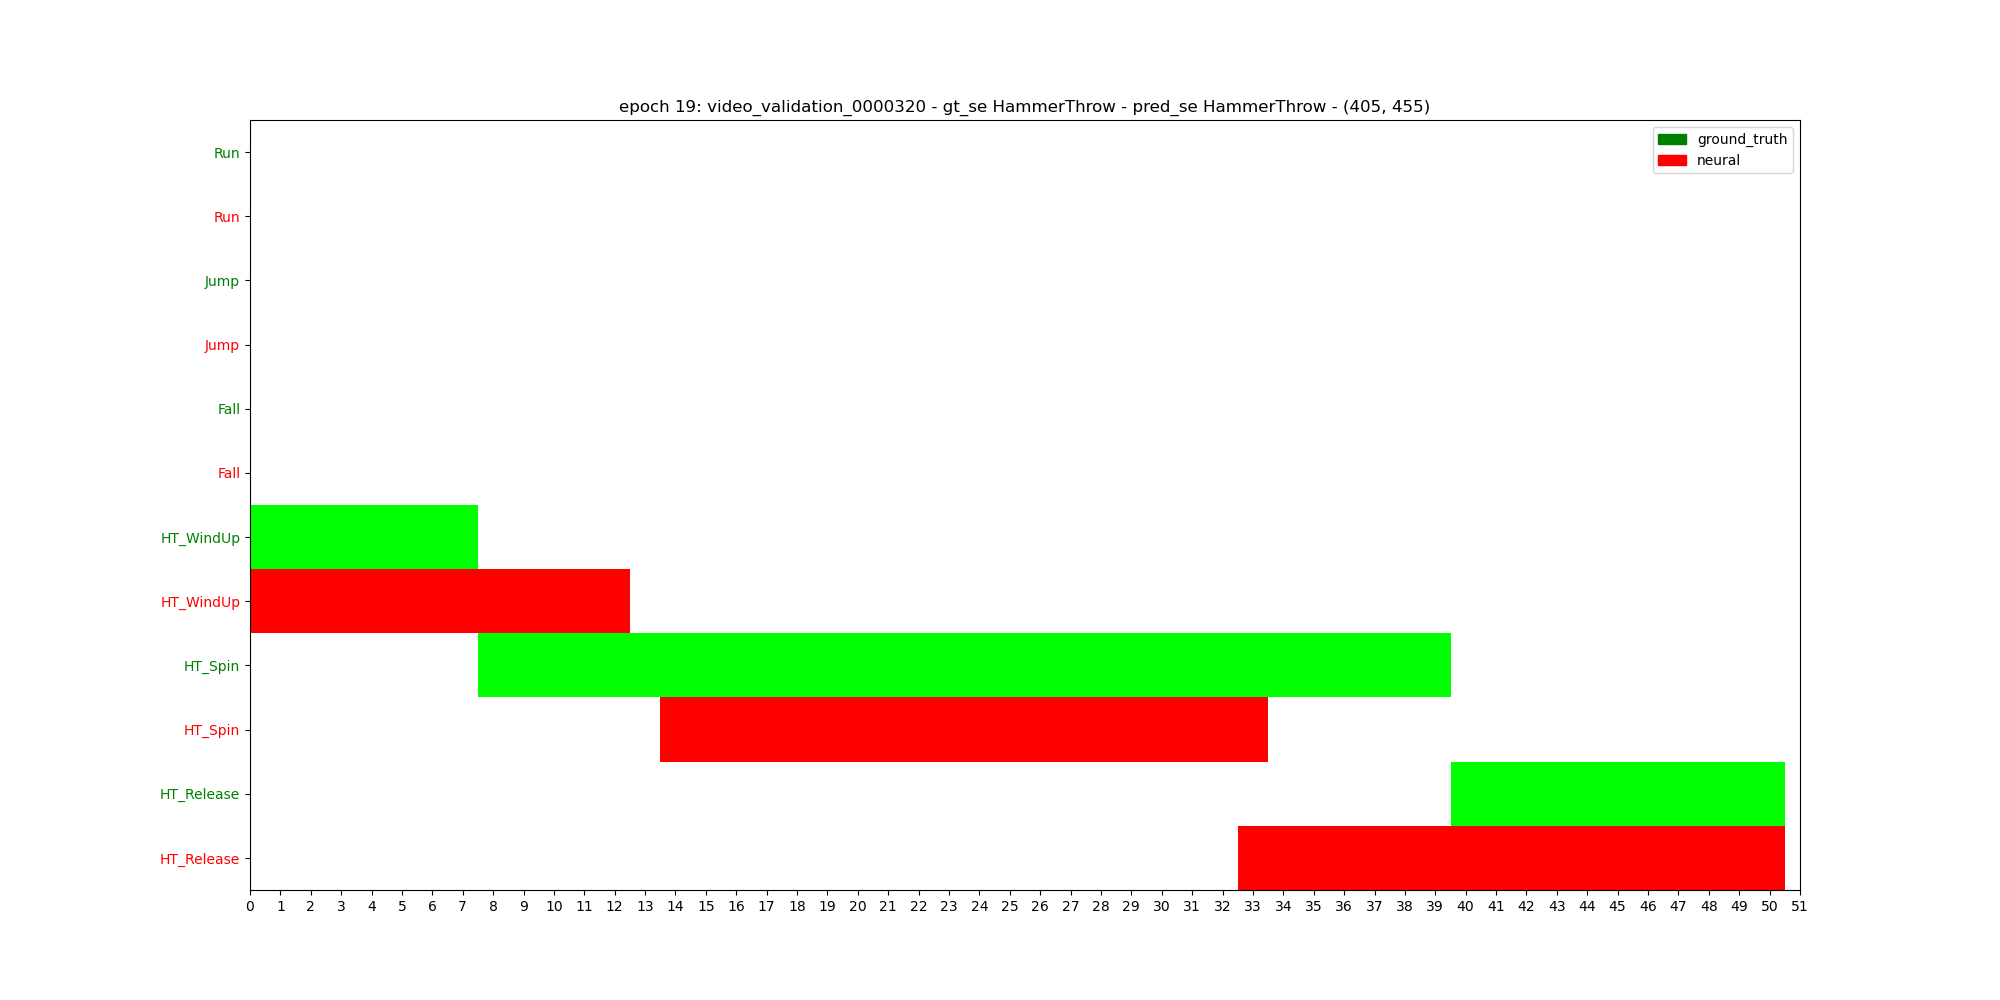 epoch 19: video_validation_0000320 - gt_se HammerThrow - pred_se HammerThrow - (405, 455)
ground_truth
neural
Run
Run
Jump
Jump
Fall
Fall
HT_WindUp
HT_WindUp
HT_Spin
HT_Spin
HT_Release
HT_Release
0 1 2 3 4 5 6 7 8 9 10 11 12 13 14 15 16 17 18 19 20 21 22 23 24 25 26 27 28 29 30 31 32 33 34 35 36 37 38 39 40 41 42 43 44 45 46 47 48 49 50 51